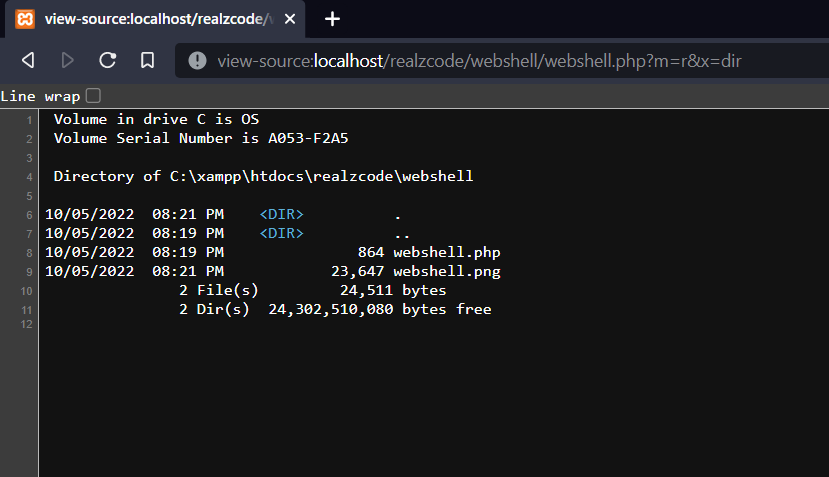 view-source:localhost/realzcode/
view-source:localhost/realzcode/webshell/webshell.php?m=r&x=dir
Line wrap
1 Volume in drive C is OS
2 Volume Serial Number is A053-F2A5
3
4 Directory of C:\xampp\htdocs\realzcode\webshell
5
6 10/05/2022  08:21 PM    <DIR>          .
7 10/05/2022  08:19 PM    <DIR>          ..
8 10/05/2022  08:19 PM               864 webshell.php
9 10/05/2022  08:21 PM            23,647 webshell.png
10                2 File(s)         24,511 bytes
11                2 Dir(s)  24,302,510,080 bytes free
12